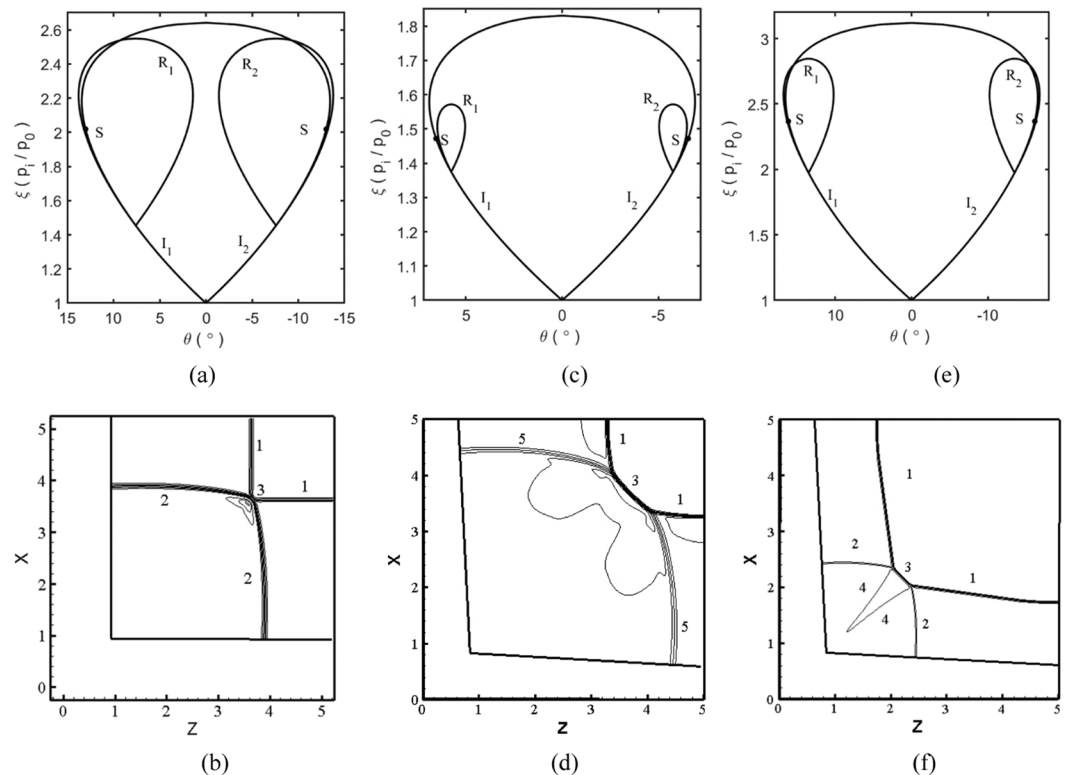 2.6
2.4
2.2
2
1.8
1.6
1.4
1.2
1
ξ ( p_i / p_0 )
R_1
R_2
S
S
I_1
I_2
15 10 5 0 -5 -10 -15
θ ( ° )
(a)
1.8
1.7
1.6
1.5
1.4
1.3
1.2
1.1
1
ξ ( p_i / p_0 )
R_1
R_2
S
S
I_1
I_2
5 0 -5
θ ( ° )
(c)
3
2.5
2
1.5
1
ξ ( p_i / p_0 )
R_1
R_2
S
S
I_1
I_2
10 0 -10
θ ( ° )
(e)
5
4
3
2
1
0
X
1
3
1
2
2
0 1 2 3 4 5
Z
(b)
5
4
3
2
1
0
X
5
1
3
1
5
0 1 2 3 4 5
Z
(d)
5
4
3
2
1
0
X
1
2
3
1
4
4
2
0 1 2 3 4 5
Z
(f)